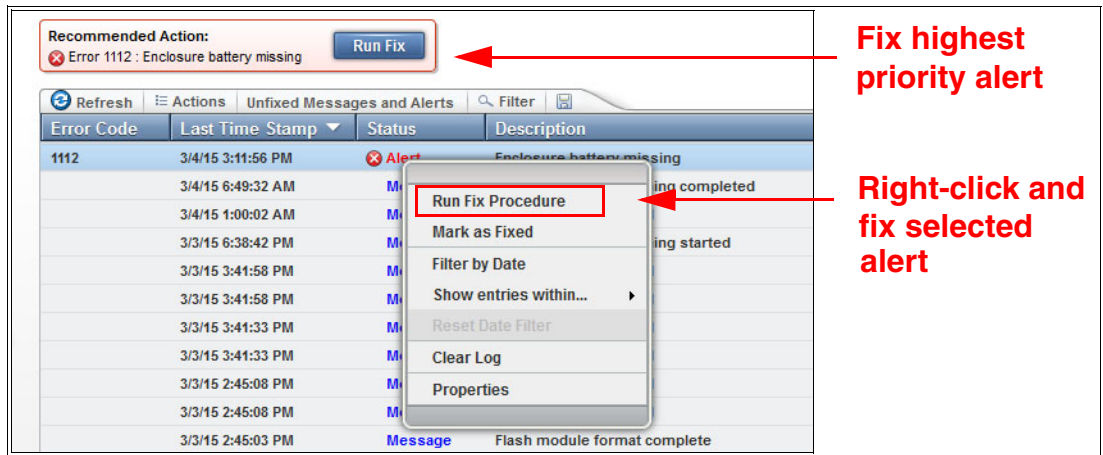 Recommended Action:
Error 1112 : Enclosure battery missing
Run Fix
Fix highest
priority alert
Refresh Actions Unfixed Messages and Alerts Filter
Error Code Last Time Stamp Status Description
1112 3/4/15 3:11:56 PM Alert Enclosure battery missing
3/4/15 6:49:32 AM ing completed
3/4/15 1:00:02 AM
3/3/15 6:38:42 PM ing started
3/3/15 3:41:58 PM
3/3/15 3:41:58 PM
3/3/15 3:41:33 PM
3/3/15 3:41:33 PM
3/3/15 2:45:08 PM
3/3/15 2:45:08 PM
3/3/15 2:45:03 PM Message Flash module format complete
Run Fix Procedure
Mark as Fixed
Filter by Date
Show entries within...
Reset Date Filter
Clear Log
Properties
Right-click and
fix selected
alert